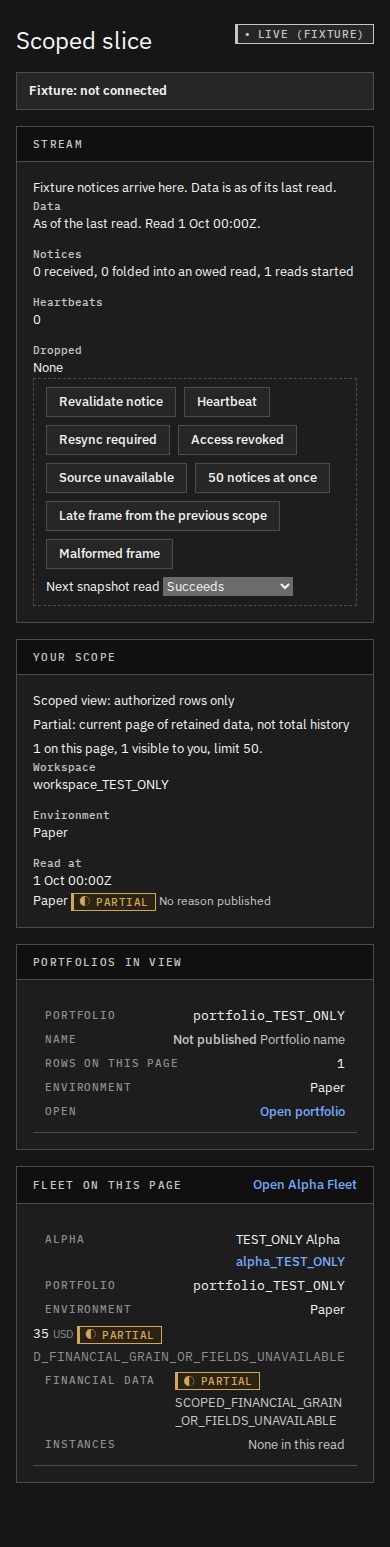 Scoped slice
• LIVE (FIXTURE)
Fixture: not connected
STREAM
Fixture notices arrive here. Data is as of its last read.
Data
As of the last read. Read 1 Oct 00:00Z.
Notices
0 received, 0 folded into an owed read, 1 reads started
Heartbeats
0
Dropped
None
Revalidate notice
Heartbeat
Resync required
Access revoked
Source unavailable
50 notices at once
Late frame from the previous scope
Malformed frame
Next snapshot read Succeeds
YOUR SCOPE
Scoped view: authorized rows only
Partial: current page of retained data, not total history
1 on this page, 1 visible to you, limit 50.
Workspace
workspace_TEST_ONLY
Environment
Paper
Read at
1 Oct 00:00Z
Paper PARTIAL No reason published
PORTFOLIOS IN VIEW
PORTFOLIO portfolio_TEST_ONLY
NAME Not published Portfolio name
ROWS ON THIS PAGE 1
ENVIRONMENT Paper
OPEN Open portfolio
FLEET ON THIS PAGE Open Alpha Fleet
ALPHA TEST_ONLY Alpha
alpha_TEST_ONLY
PORTFOLIO portfolio_TEST_ONLY
ENVIRONMENT Paper
35 USD PARTIAL
D_FINANCIAL_GRAIN_OR_FIELDS_UNAVAILABLE
FINANCIAL DATA PARTIAL
SCOPED_FINANCIAL_GRAIN
_OR_FIELDS_UNAVAILABLE
INSTANCES None in this read